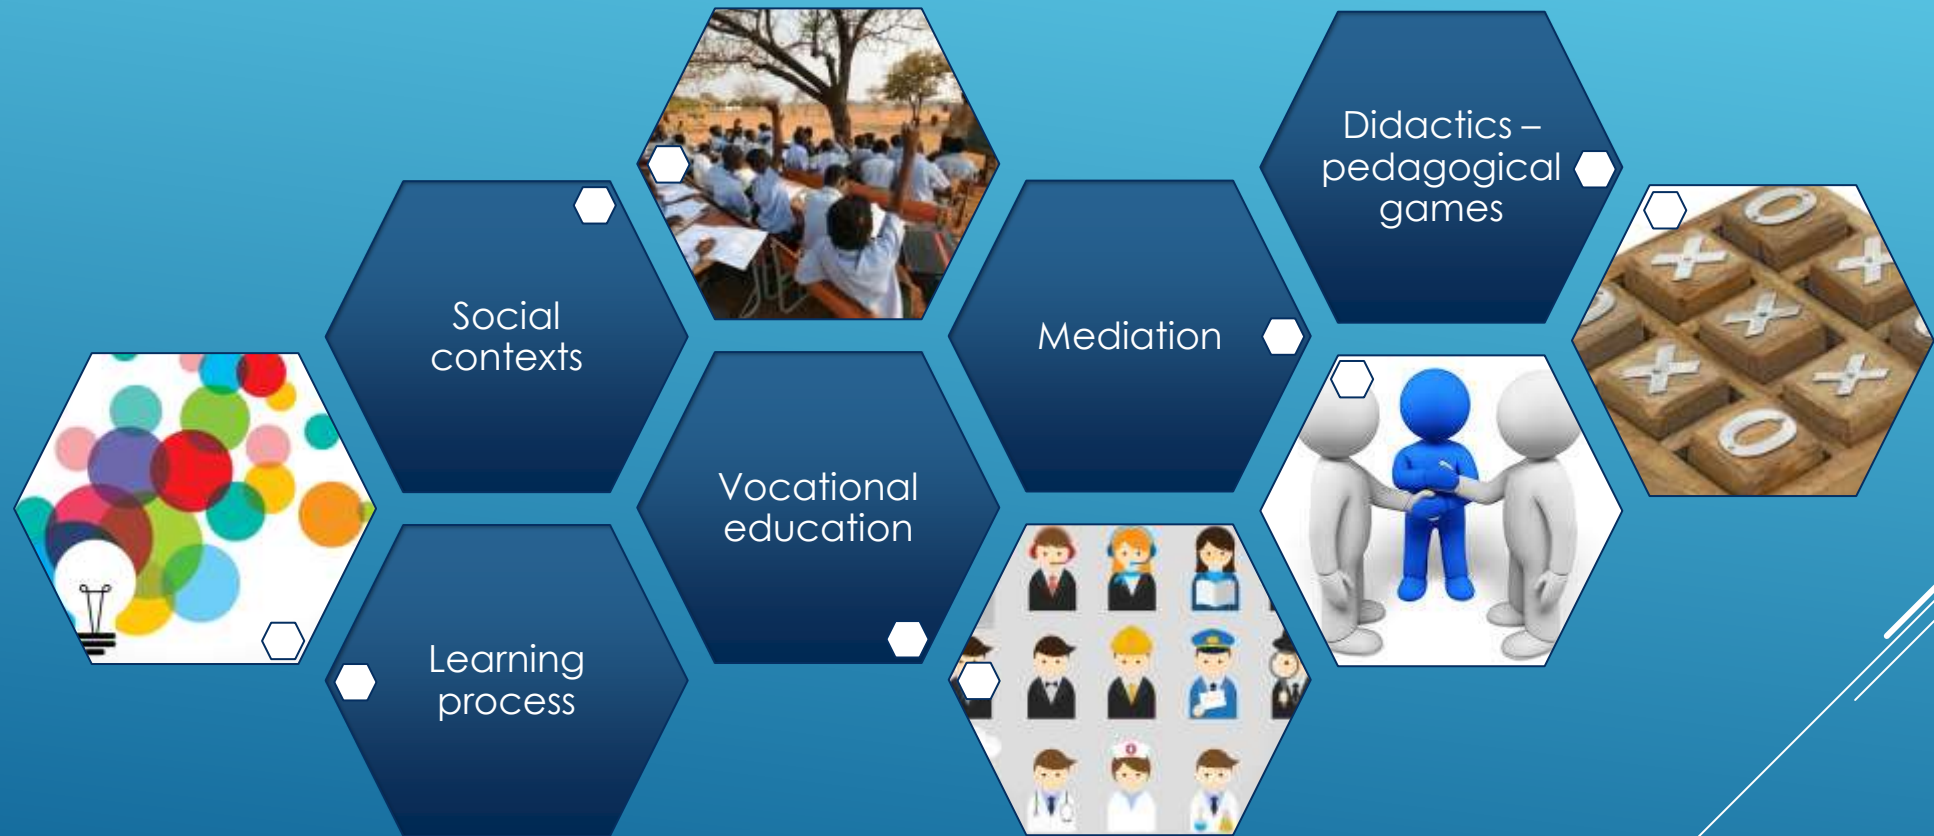 Social
contexts
Learning
process
Vocational
education
Mediation
Didactics –
pedagogical
games